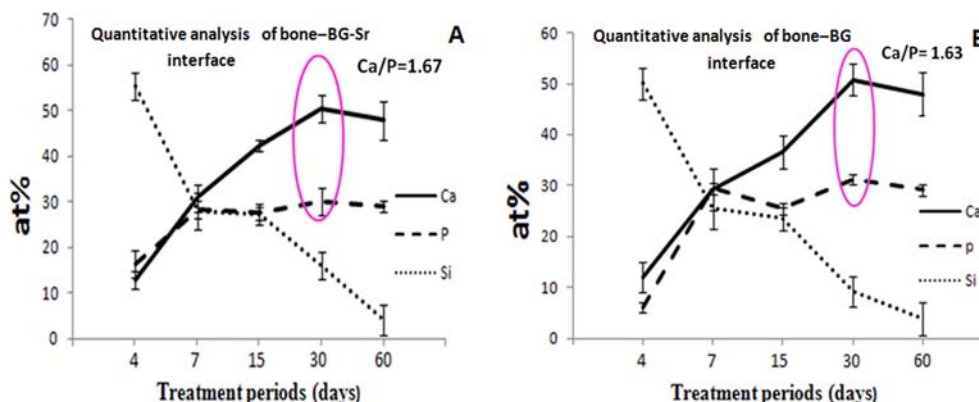 Quantitative analysis of bone–BG-Sr
interface
A
Ca/P=1.67
70
60
50
40
30
20
10
0
at%
4 7 15 30 60
Treatment periods (days)
Ca
P
Si
Quantitative analysis of bone–BG
interface
Ca/P= 1.63
70
60
50
40
30
20
10
0
at%
4 7 15 30 60
Treatment periods (days)
Ca
p
Si